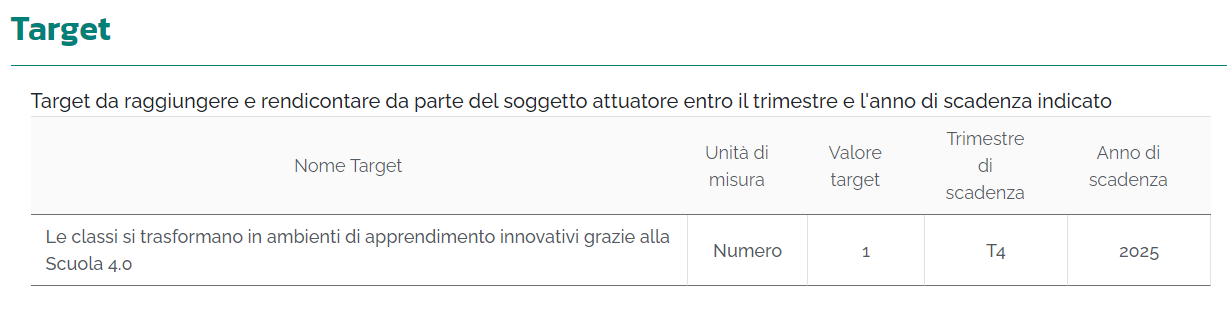 Target
Target da raggiungere e rendicontare da parte del soggetto attuatore entro il trimestre e l'anno di scadenza indicato
Nome Target
Unità di
misura
Valore
target
Trimestre
di
scadenza
Anno di
scadenza
Le classi si trasformano in ambienti di apprendimento innovativi grazie alla
Scuola 4.0
Numero
1
T4
2025